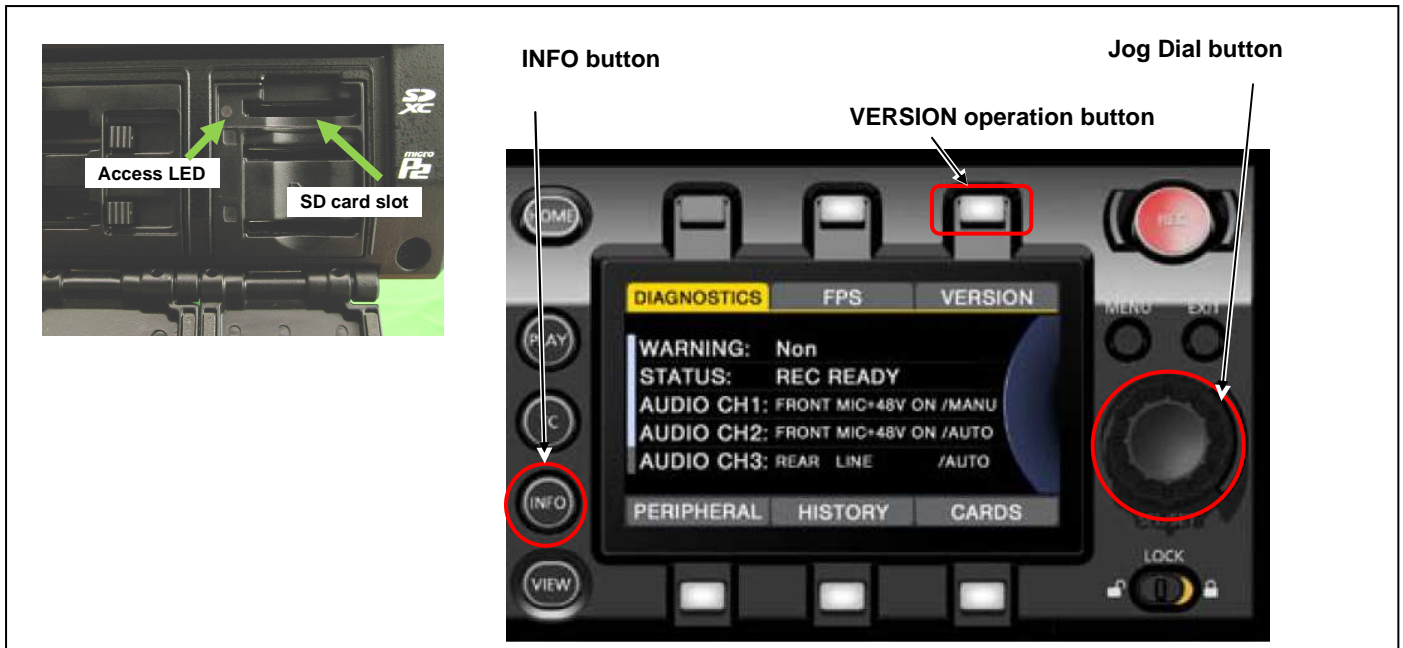 INFO button
Jog Dial button
VERSION operation button
SD
XC
micro
P2
Access LED
SD card slot
HOME
REC
DIAGNOSTICS FPS VERSION
MENU EXIT
PLAY
WARNING: Non
STATUS: REC READY
AUDIO CH1: FRONT MIC+48V ON /MANU
AUDIO CH2: FRONT MIC+48V ON /AUTO
AUDIO CH3: REAR LINE /AUTO
INFO
PERIPHERAL HISTORY CARDS
LOCK
VIEW